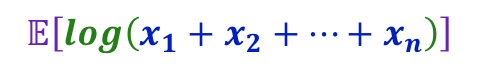 𝔼[log(x₁ + x₂ + ⋯ + xₙ)]